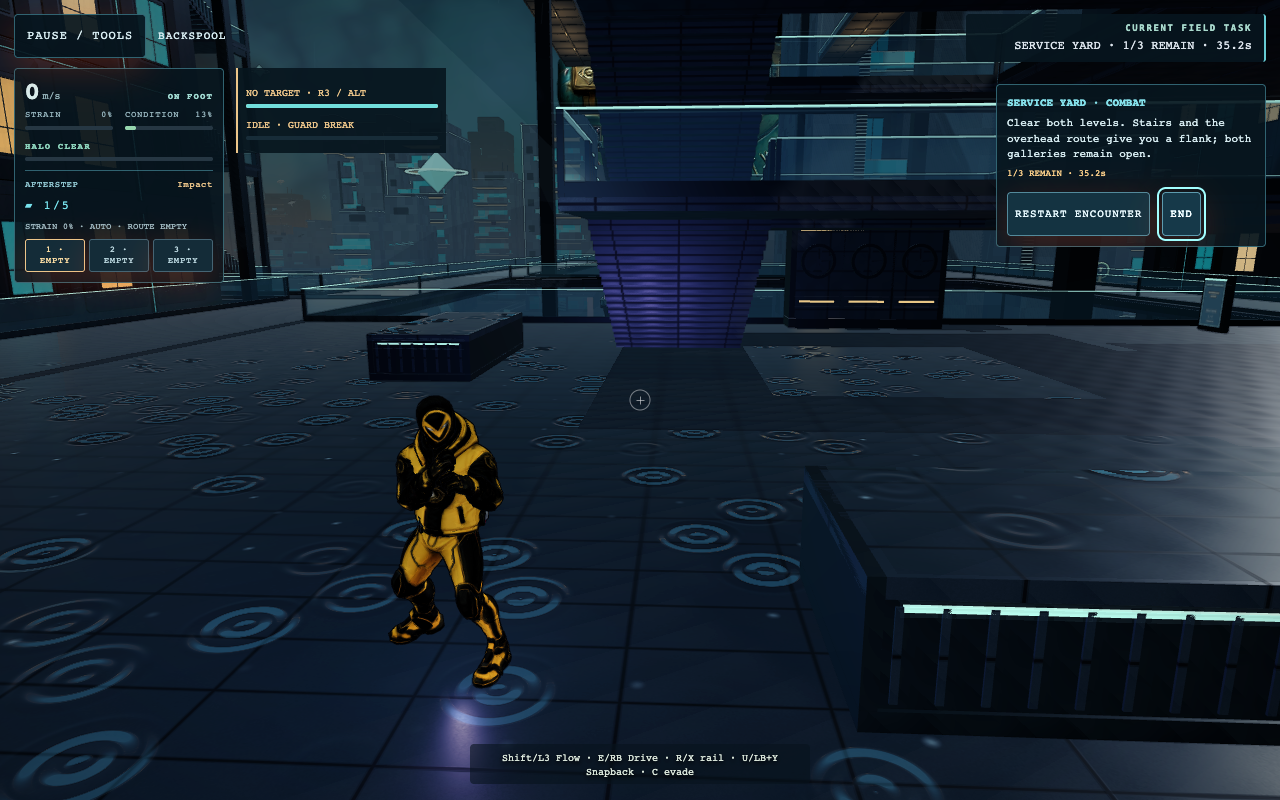 PAUSE / TOOLS
BACKSPOOL
0 m/s
ON FOOT
STRAIN 0%
CONDITION 13%
HALO CLEAR
AFTERSTEP
Impact
1/5
STRAIN 0% · AUTO · ROUTE EMPTY
1 · EMPTY
2 · EMPTY
3 · EMPTY
NO TARGET · R3 / ALT
IDLE · GUARD BREAK
CURRENT FIELD TASK
SERVICE YARD · 1/3 REMAIN · 35.2s
SERVICE YARD · COMBAT
Clear both levels. Stairs and the
overhead route give you a flank; both
galleries remain open.
1/3 REMAIN · 35.2s
RESTART ENCOUNTER
END
Shift/L3 Flow · E/RB Drive · R/X rail · U/LB+Y
Snapback · C evade